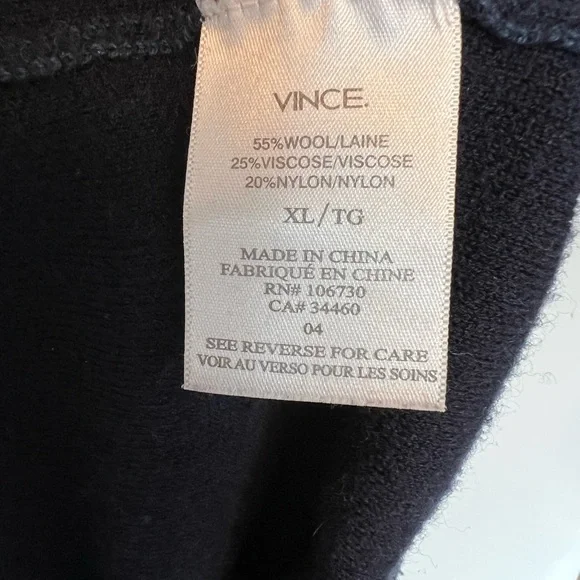 VINCE.
55%WOOL/LAINE
25%VISCOSE/VISCOSE
20%NYLON/NYLON
XL/TG
MADE IN CHINA
FABRIQUÉ EN CHINE
RN# 106730
CA# 34460
04
SEE REVERSE FOR CARE
VOIR AU VERSO POUR LES SOINS